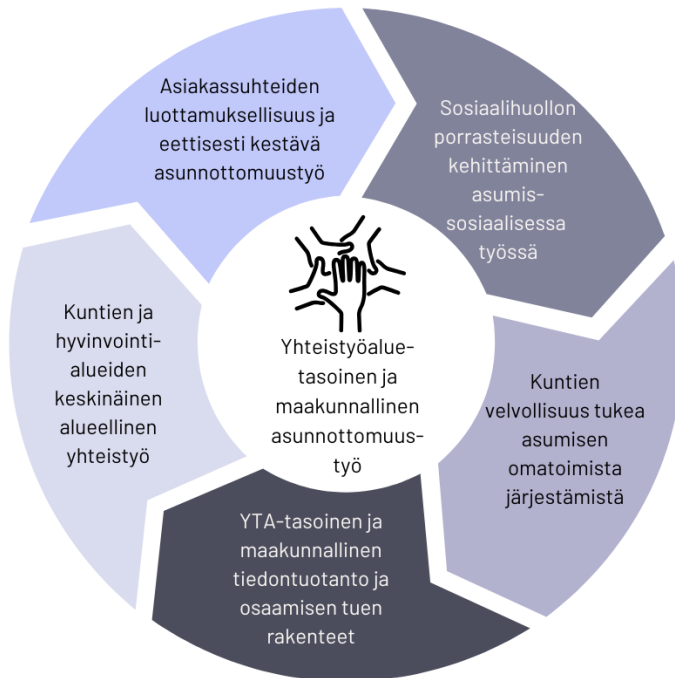 Asiakassuhteiden
luottamuksellisuus ja
eettisesti kestävä
asunnottomuustyö
Sosiaalihuollon
porrasteisuuden
kehittäminen
asumis-
sosiaalisessa
työssä
Kuntien
velvollisuus tukea
asumisen
omatoimista
järjestämistä
YTA-tasoinen ja
maakunnallinen
tiedontuotanto ja
osaamisen tuen
rakenteet
Kuntien ja
hyvinvointi-
alueiden
keskinäinen
alueellinen
yhteistyö
Yhteistyöalue-
tasoinen ja
maakunnallinen
asunnottomuus-
työ